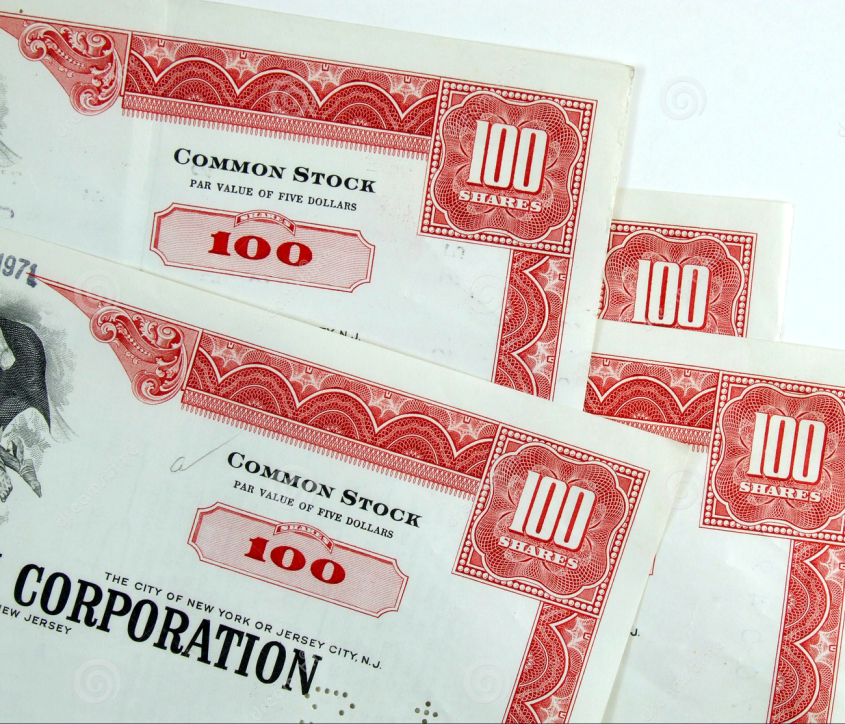 100
SHARES
COMMON STOCK
PAR VALUE OF FIVE DOLLARS
SHARES
100
100
N.J.
1971
100
SHARES
100
SHARES
COMMON STOCK
PAR VALUE OF FIVE DOLLARS
SHARES
100
THE CITY OF NEW YORK OR JERSEY CITY, N.J.
CORPORATION
NEW JERSEY
J.